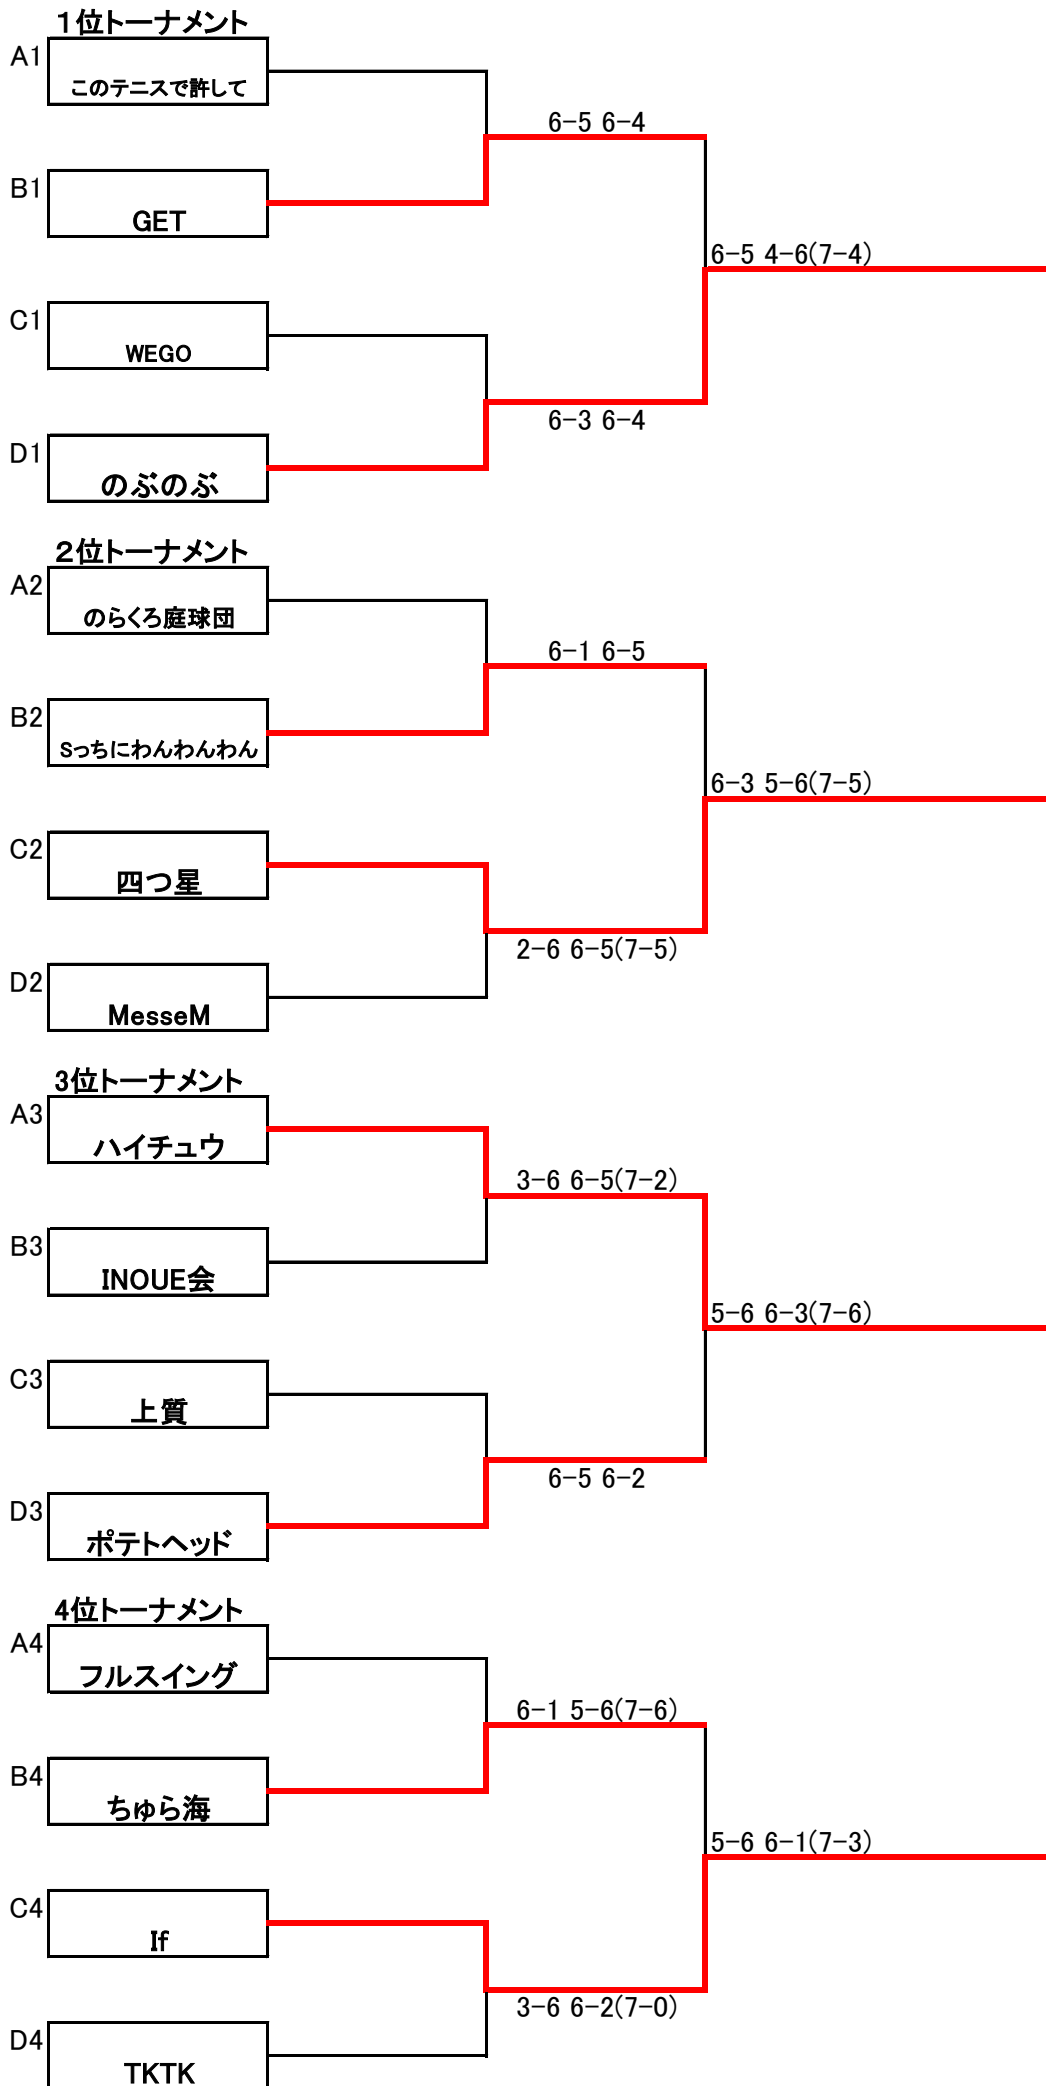 １位トーナメント
A1
このテニスで許して
6-5 6-4
B1
GET
6-5 4-6(7-4)
C1
WEGO
6-3 6-4
D1
のぶのぶ
２位トーナメント
A2
のらくろ庭球団
6-1 6-5
B2
Sっちにわんわんわん
6-3 5-6(7-5)
C2
四つ星
2-6 6-5(7-5)
D2
MesseM
3位トーナメント
A3
ハイチュウ
3-6 6-5(7-2)
B3
INOUE会
5-6 6-3(7-6)
C3
上質
6-5 6-2
D3
ポテトヘッド
4位トーナメント
A4
フルスイング
6-1 5-6(7-6)
B4
ちゅら海
5-6 6-1(7-3)
C4
If
3-6 6-2(7-0)
D4
TKTK